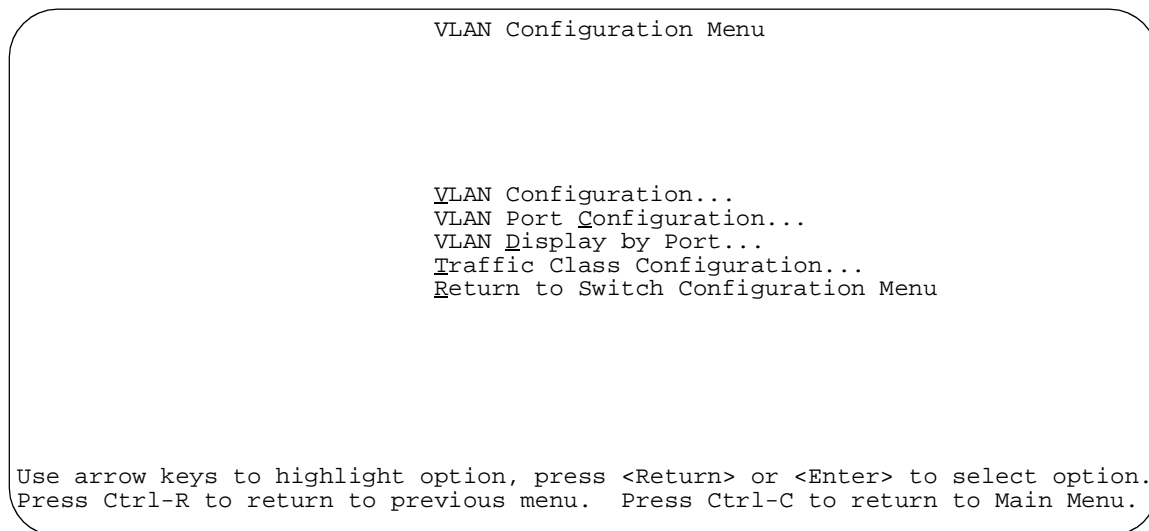 VLAN Configuration Menu
VLAN Configuration...
VLAN Port Configuration...
VLAN Display by Port...
Traffic Class Configuration...
Return to Switch Configuration Menu
Use arrow keys to highlight option, press <Return> or <Enter> to select option.
Press Ctrl-R to return to previous menu.  Press Ctrl-C to return to Main Menu.